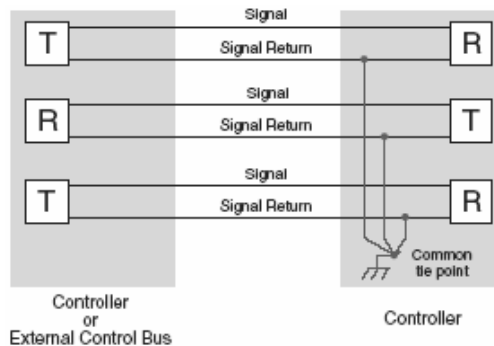 Signal
T
R
Signal Return
Signal
R
T
Signal Return
Signal
T
R
Signal Return
Common
tie point
Controller
or
External Control Bus
Controller